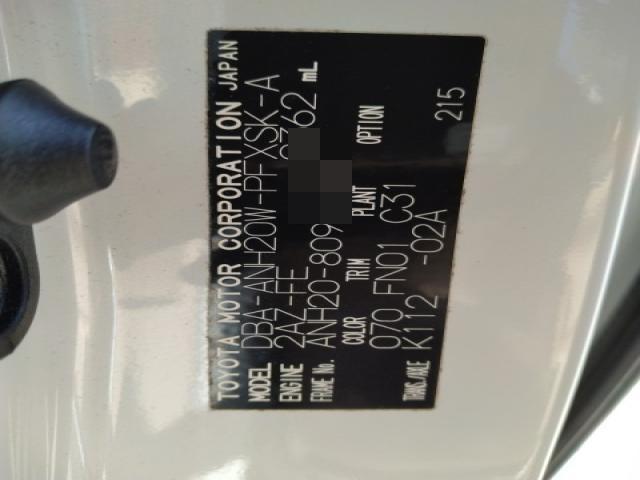 TOYOTA MOTOR CORPORATION JAPAN
MODEL DBA-ANH20W-PFXSK-A
ENGINE 2AZ-FE 362 mL
FRAME No. ANH20-809
COLOR TRIM PLANT OPTION
070 FN01 C31
TRANS./AXLE K112 -02A 215